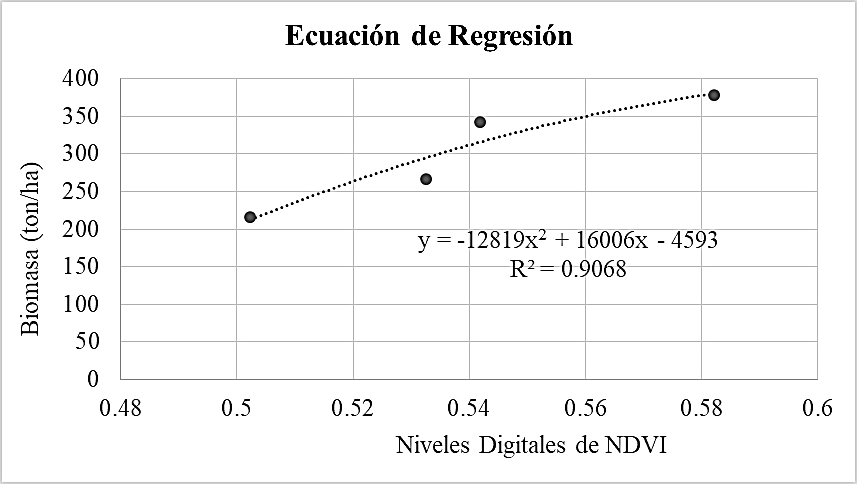 Ecuación de Regresión
400
350
300
250
200
150
100
50
0
Biomasa (ton/ha)
y = -12819x² + 16006x - 4593
R² = 0.9068
0.48 0.5 0.52 0.54 0.56 0.58 0.6
Niveles Digitales de NDVI